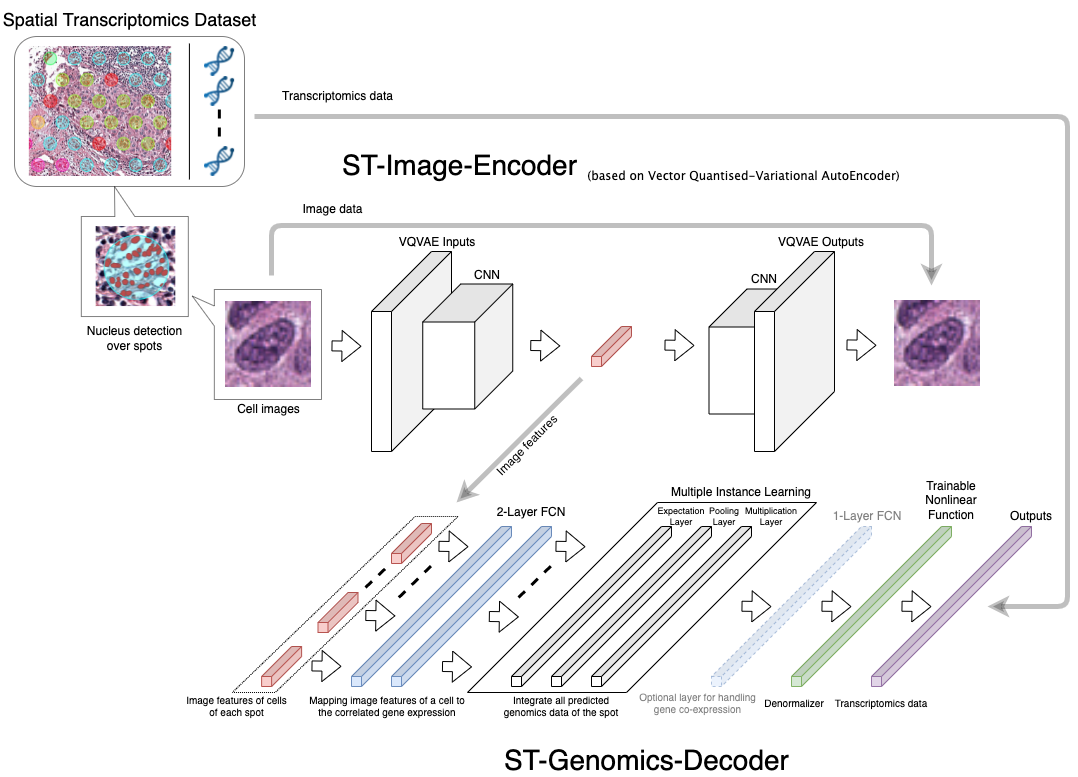 Spatial Transcriptomics Dataset
Transcriptomics data
ST-Image-Encoder
(based on Vector Quantised-Variational AutoEncoder)
Image data
VQVAE Inputs
CNN
VQVAE Outputs
CNN
Nucleus detection
over spots
Cell images
Image features
2-Layer FCN
Multiple Instance Learning
Expectation
Layer
Pooling
Layer
Multiplication
Layer
1-Layer FCN
Trainable
Nonlinear
Function
Outputs
Image features of cells
of each spot
Mapping image features of a cell to
the correlated gene expression
Integrate all predicted
genomics data of the spot
Optional layer for handling
gene co-expression
Denormalizer
Transcriptomics data
ST-Genomics-Decoder